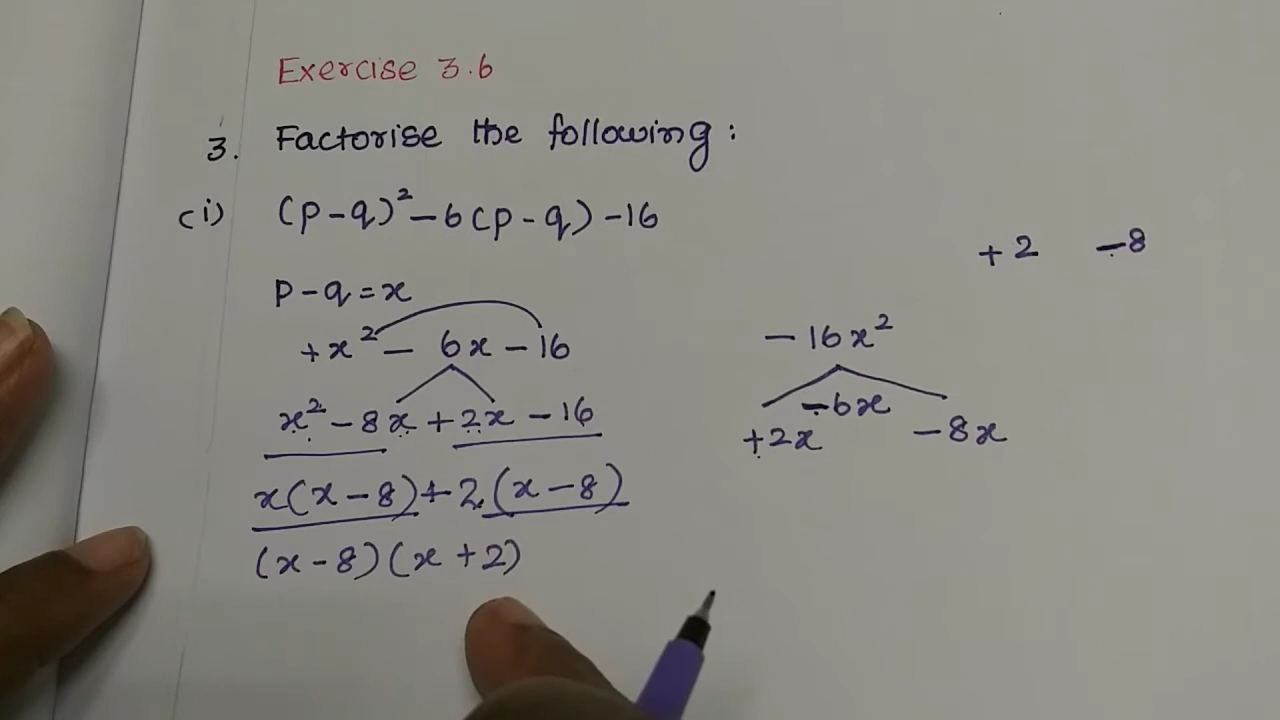 Exercise 3.6
3. Factorise the following :
(i) (p-q)² - 6(p-q) - 16
+2 -8
p - q = x
+x² - 6x - 16
-16x²
-6x
x² - 8x + 2x - 16
+2x -8x
x(x-8) + 2(x-8)
(x-8)(x+2)